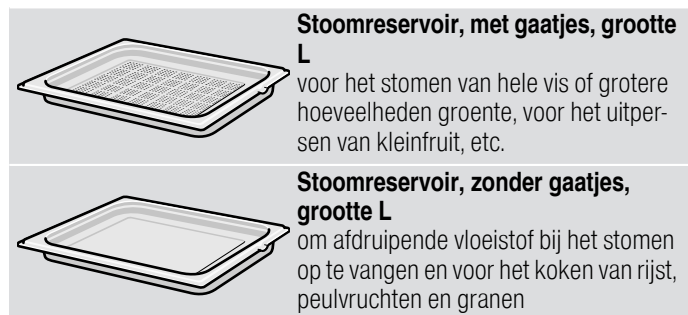 Stoomreservoir, met gaatjes, grootte
L
voor het stomen van hele vis of grotere
hoeveelheden groente, voor het uitper-
sen van kleinfruit, etc.
Stoomreservoir, zonder gaatjes,
grootte L
om afdruipende vloeistof bij het stomen
op te vangen en voor het koken van rijst,
peulvruchten en granen